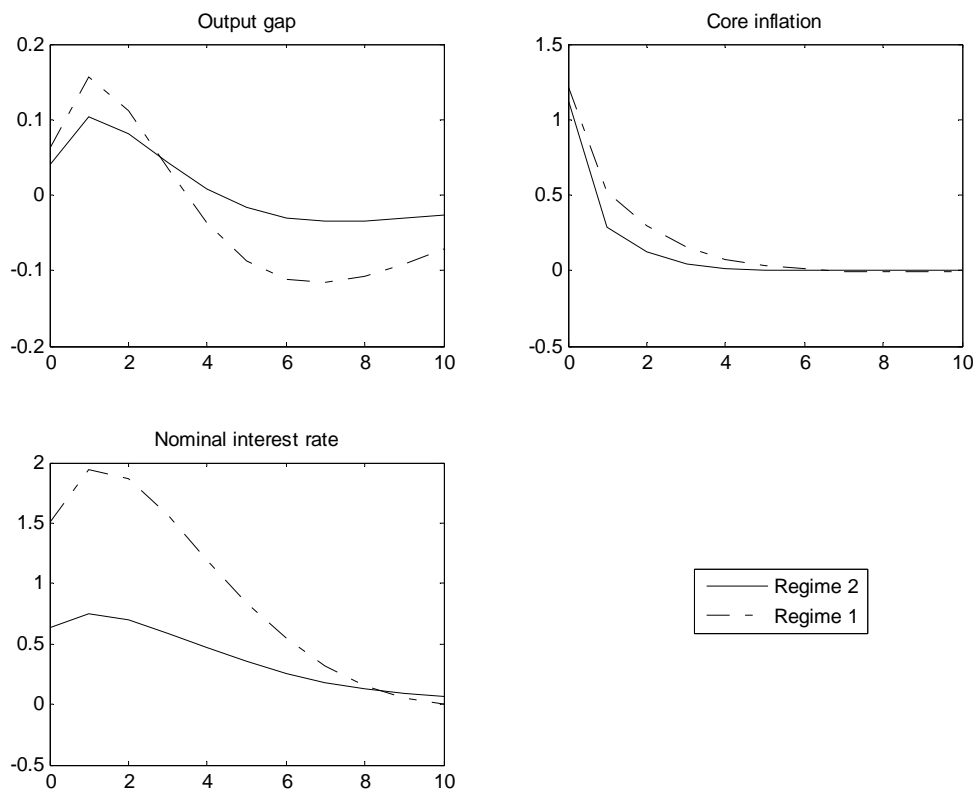 Output gap
0.2
0.1
0
-0.1
-0.2
0 2 4 6 8 10
Core inflation
1.5
1
0.5
0
-0.5
0 2 4 6 8 10
Nominal interest rate
2
1.5
1
0.5
0
-0.5
0 2 4 6 8 10
Regime 2
Regime 1